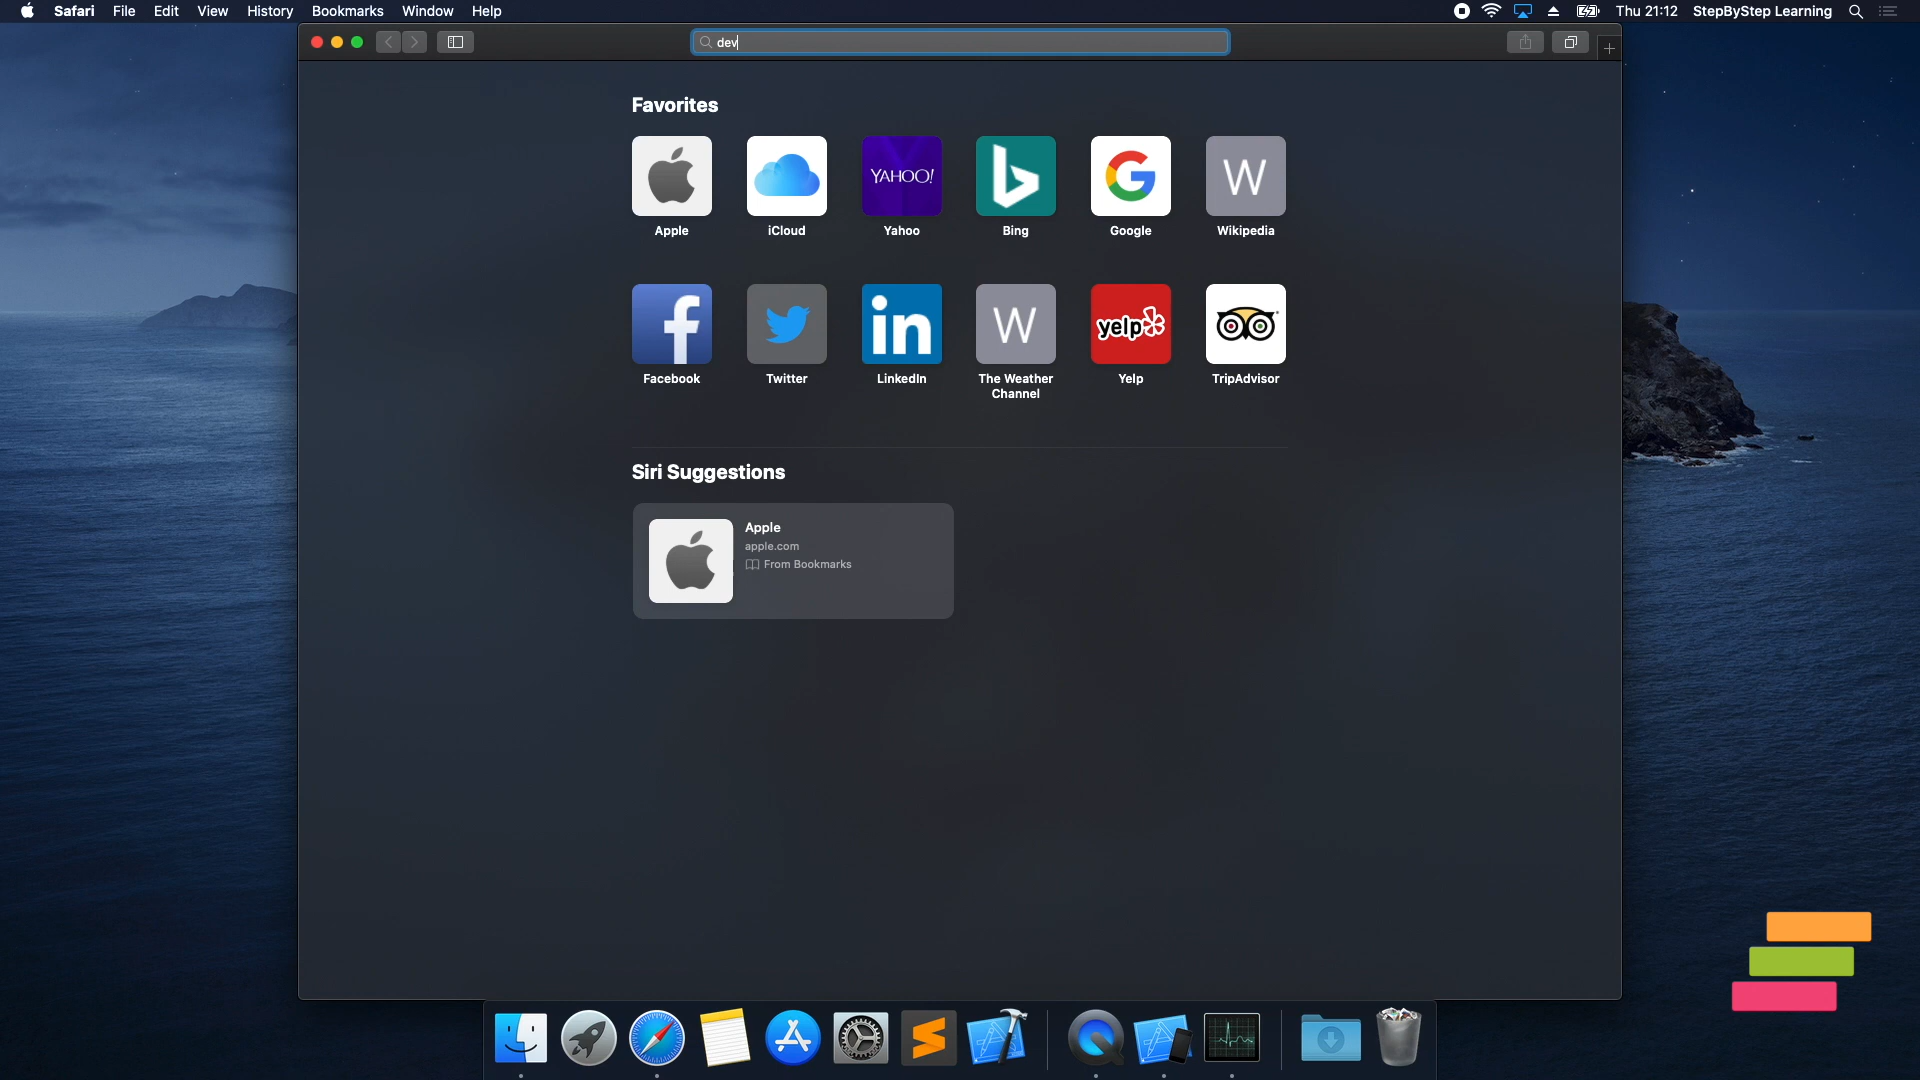 Safari File Edit View History Bookmarks Window Help Thu 21:12 StepByStep Learning
dev
Favorites
YAHOO!
W
Apple iCloud Yahoo Bing Google Wikipedia
in W yelp
Facebook Twitter LinkedIn The Weather Channel Yelp TripAdvisor
Siri Suggestions
Apple
apple.com
From Bookmarks